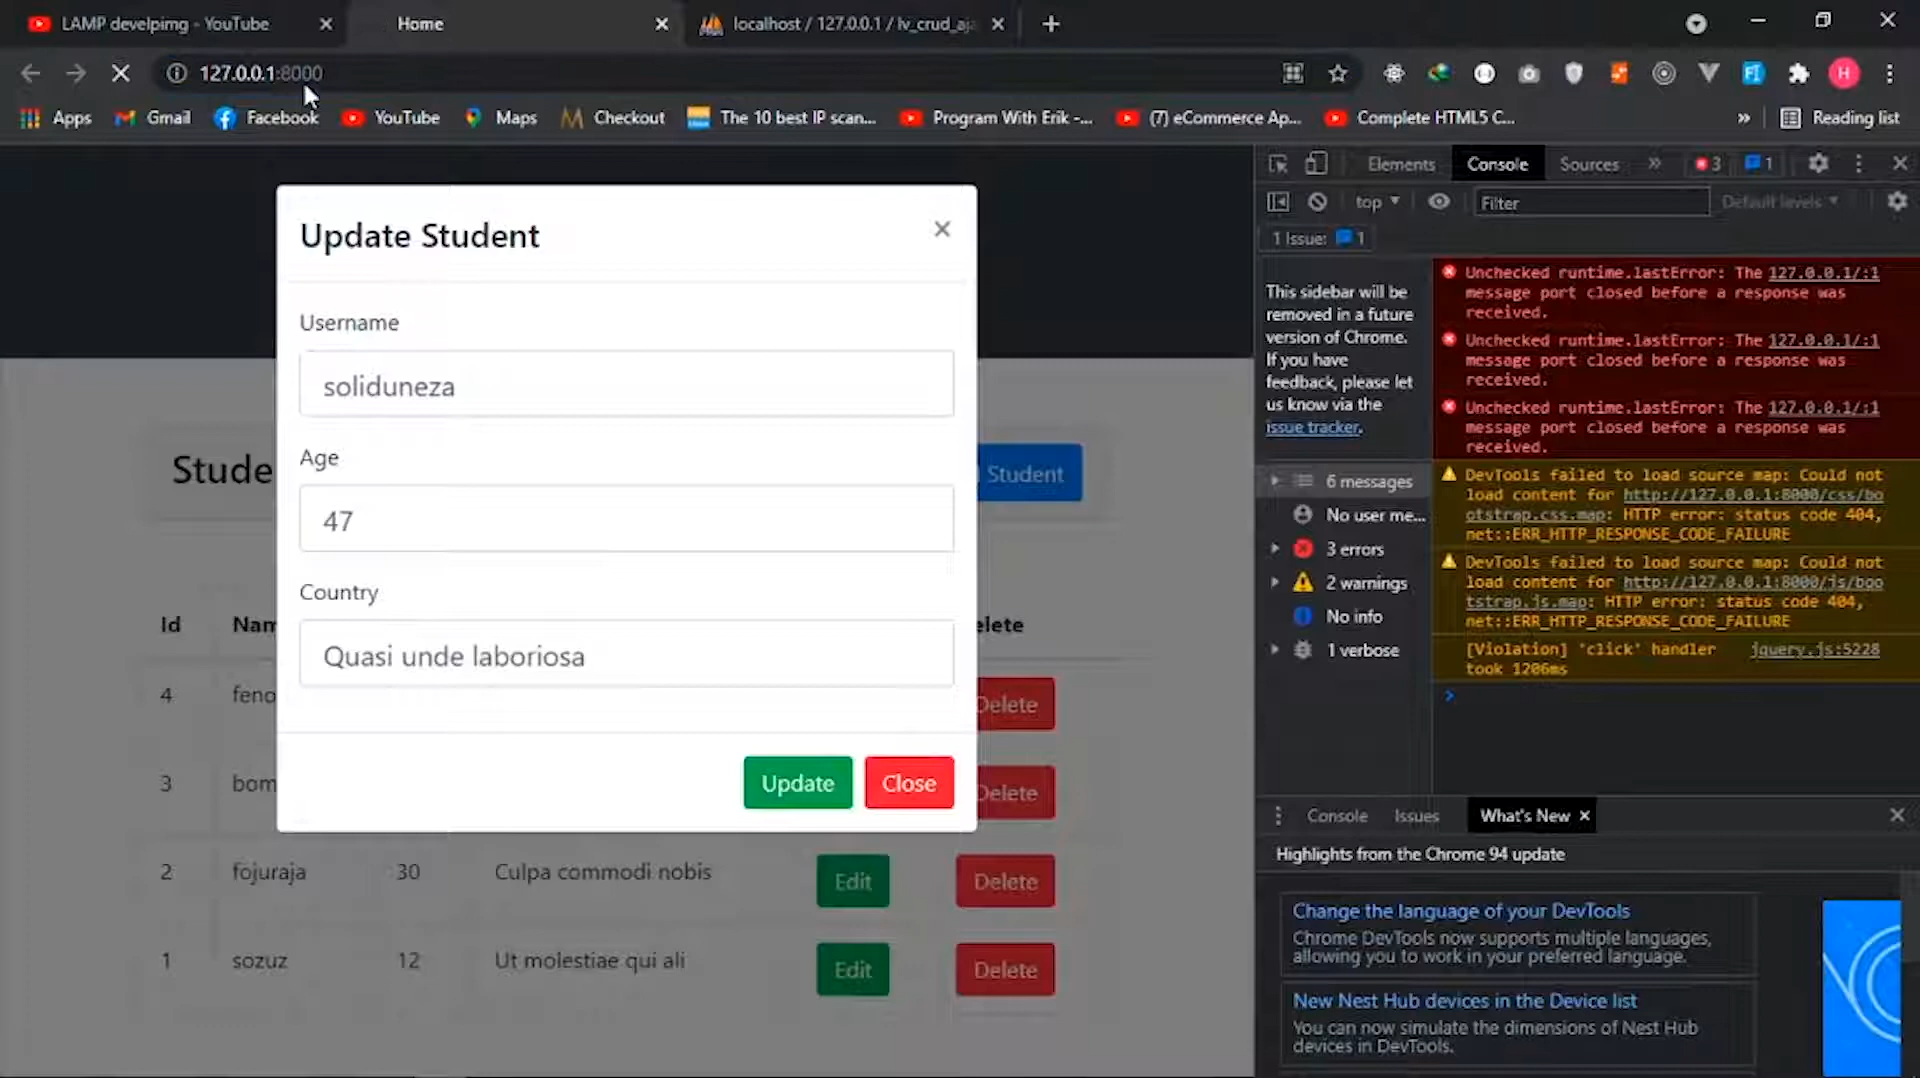 LAMP develpimg - YouTube
Home
localhost / 127.0.0.1 / lv_crud_aja
127.0.0.1:8000
H
Apps
Gmail
Facebook
YouTube
Maps
Checkout
The 10 best IP scan...
Program With Erik -...
(7) eCommerce Ap...
Complete HTML5 C...
»
Reading list
Update Student
Username
soliduneza
Age
47
Country
Quasi unde laboriosa
Update
Close
Stude
Student
Id
Nam
elete
4
feno
Delete
3
bom
Delete
2
fojuraja
30
Culpa commodi nobis
Edit
Delete
1
sozuz
12
Ut molestiae qui ali
Edit
Delete
Elements
Console
Sources
»
3
1
top
Filter
Default levels
1 Issue: 1
This sidebar will be
removed in a future
version of Chrome.
If you have
feedback, please let
us know via the
issue tracker.
6 messages
No user me...
3 errors
2 warnings
No info
1 verbose
Unchecked runtime.lastError: The 127.0.0.1/:1
message port closed before a response was
received.
Unchecked runtime.lastError: The 127.0.0.1/:1
message port closed before a response was
received.
Unchecked runtime.lastError: The 127.0.0.1/:1
message port closed before a response was
received.
DevTools failed to load source map: Could not
load content for http://127.0.0.1:8000/css/bo
otstrap.css.map: HTTP error: status code 404,
net::ERR_HTTP_RESPONSE_CODE_FAILURE
DevTools failed to load source map: Could not
load content for http://127.0.0.1:8000/js/boo
tstrap.js.map: HTTP error: status code 404,
net::ERR_HTTP_RESPONSE_CODE_FAILURE
[Violation] 'click' handler jquery.js:5228
took 1206ms
Console
Issues
What's New
Highlights from the Chrome 94 update
Change the language of your DevTools
Chrome DevTools now supports multiple languages,
allowing you to work in your preferred language.
New Nest Hub devices in the Device list
You can now simulate the dimensions of Nest Hub
devices in DevTools.